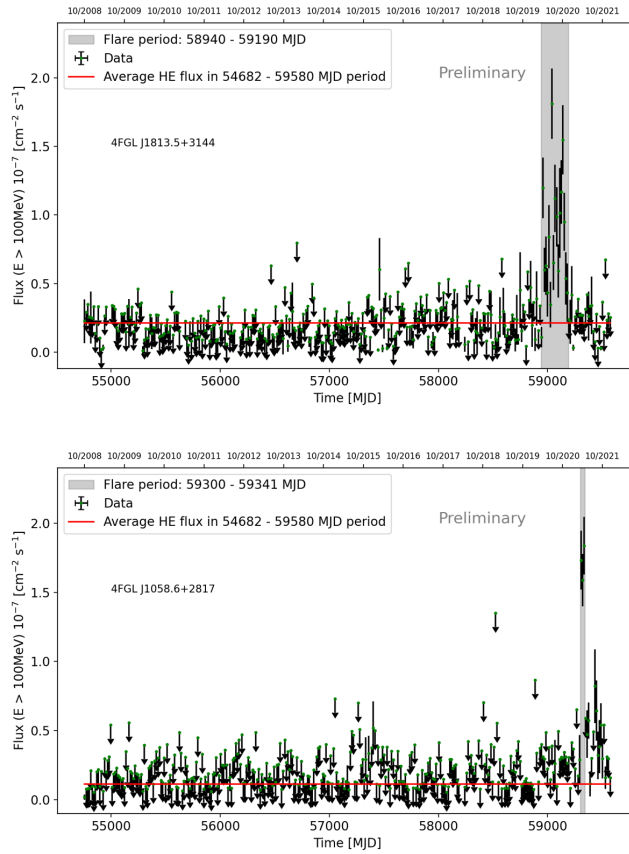 10/2008 10/2009 10/2010 10/2011 10/2012 10/2013 10/2014 10/2015 10/2016 10/2017 10/2018 10/2019 10/2020 10/2021
Flare period: 58940 - 59190 MJD
Data
Average HE flux in 54682 - 59580 MJD period
Preliminary
4FGL J1813.5+3144
2.0
1.5
1.0
0.5
0.0
Flux (E > 100MeV) 10⁻⁷ [cm⁻² s⁻¹]
55000 56000 57000 58000 59000
Time [MJD]
10/2008 10/2009 10/2010 10/2011 10/2012 10/2013 10/2014 10/2015 10/2016 10/2017 10/2018 10/2019 10/2020 10/2021
Flare period: 59300 - 59341 MJD
Data
Average HE flux in 54682 - 59580 MJD period
Preliminary
4FGL J1058.6+2817
2.0
1.5
1.0
0.5
0.0
Flux (E > 100MeV) 10⁻⁷ [cm⁻² s⁻¹]
55000 56000 57000 58000 59000
Time [MJD]